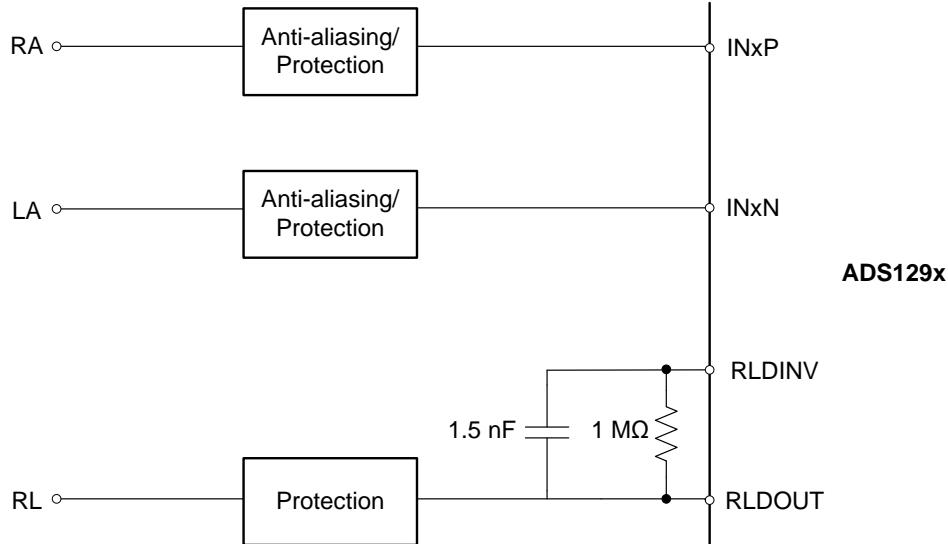 RA
Anti-aliasing/
Protection
INxP
LA
Anti-aliasing/
Protection
INxN
ADS129x
RLDINV
1.5 nF
1 MΩ
RL
Protection
RLDOUT